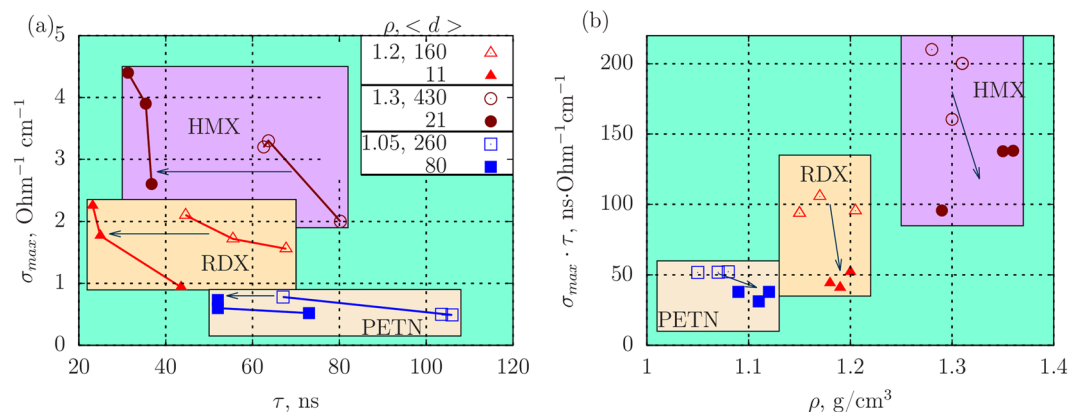 (a)
ρ, < d >
1.2, 160
11
1.3, 430
21
1.05, 260
80
HMX
RDX
PETN
5
4
3
2
1
0
σmax, Ohm⁻¹ cm⁻¹
20
40
60
80
100
120
τ, ns
(b)
HMX
RDX
PETN
200
150
100
50
0
σmax · τ, ns·Ohm⁻¹cm⁻¹
1
1.1
1.2
1.3
1.4
ρ, g/cm³